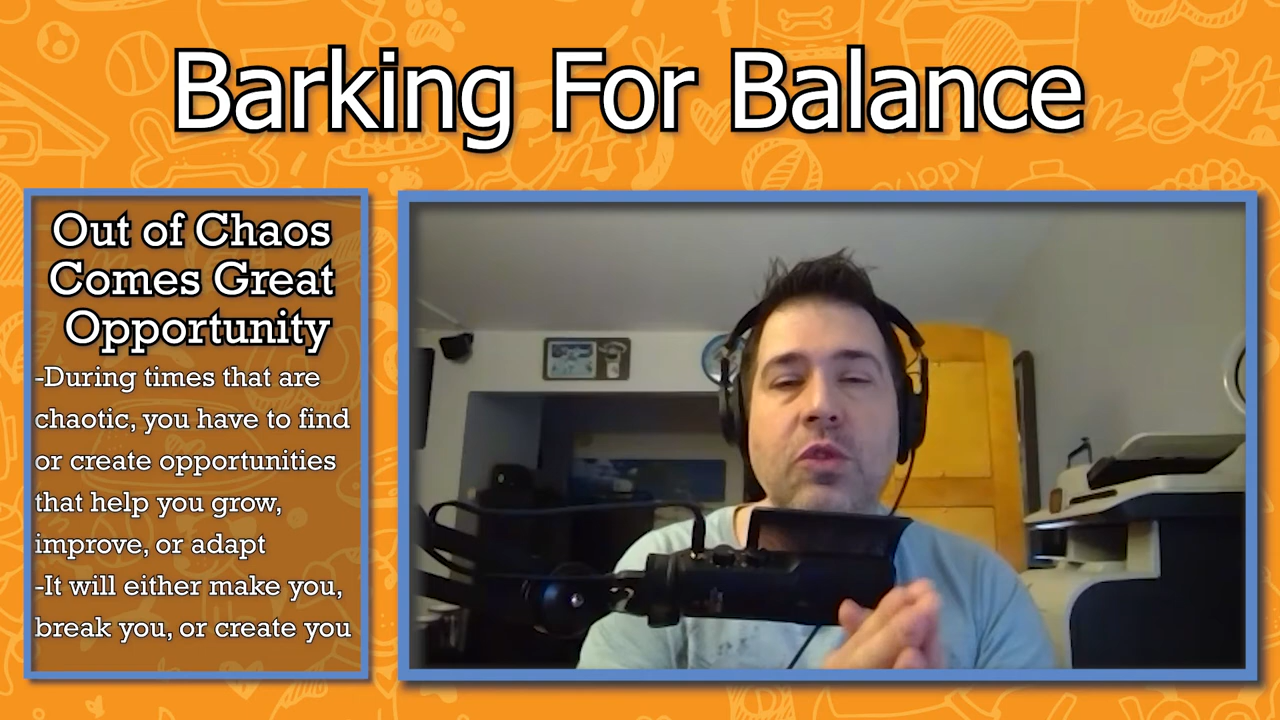 Barking For Balance
Out of Chaos
Comes Great
Opportunity
-During times that are
chaotic, you have to find
or create opportunities
that help you grow,
improve, or adapt
-It will either make you,
break you, or create you
PUPPY